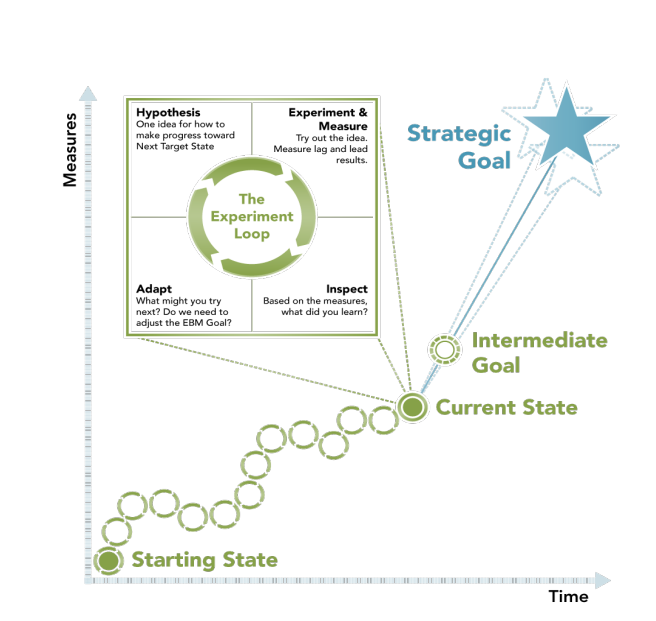 Measures
Hypothesis
One idea for how to
make progress toward
Next Target State
Experiment &
Measure
Try out the idea.
Measure lag and lead
results.
The
Experiment
Loop
Adapt
What might you try
next? Do we need to
adjust the EBM Goal?
Inspect
Based on the measures,
what did you learn?
Strategic
Goal
Intermediate
Goal
Current State
Starting State
Time